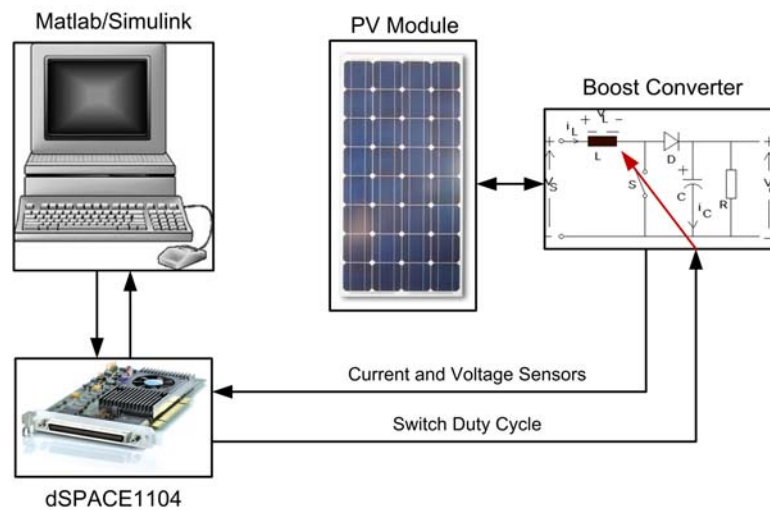 Matlab/Simulink
PV Module
Boost Converter
+ V L -
i L
L
D
+
V S
-
S
+
C
i C
R
+
-
Current and Voltage Sensors
Switch Duty Cycle
dSPACE1104